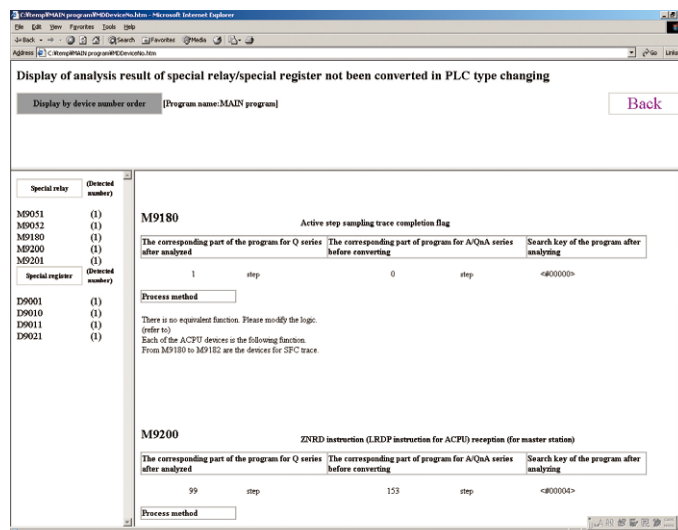 C:\temp\MAIN program\MDDeviceNo.htm - Microsoft Internet Explorer
File Edit View Favorites Tools Help
Back Search Favorites Media
Address C:\temp\MAIN program\MDDeviceNo.htm Go Links
Display of analysis result of special relay/special register not been converted in PLC type changing
Display by device number order [Program name:MAIN program] Back
Special relay (Detected number)
M9051 (1)
M9052 (1)
M9180 (1)
M9200 (1)
M9201 (1)
Special register (Detected number)
D9001 (1)
D9010 (1)
D9011 (1)
D9021 (1)
M9180 Active step sampling trace completion flag
The corresponding part of the program for Q series after analyzed
The corresponding part of program for A/QnA series before converting
Search key of the program after analyzing
1 step 0 step <#00000>
Process method
There is no equivalent function. Please modify the logic.
(refer to)
Each of the ACPU devices is the following function.
From M9180 to M9182 are the devices for SFC trace.
M9200 ZNRD instruction (LRDP instruction for ACPU) reception (for master station)
The corresponding part of the program for Q series after analyzed
The corresponding part of program for A/QnA series before converting
Search key of the program after analyzing
99 step 153 step <#00004>
Process method